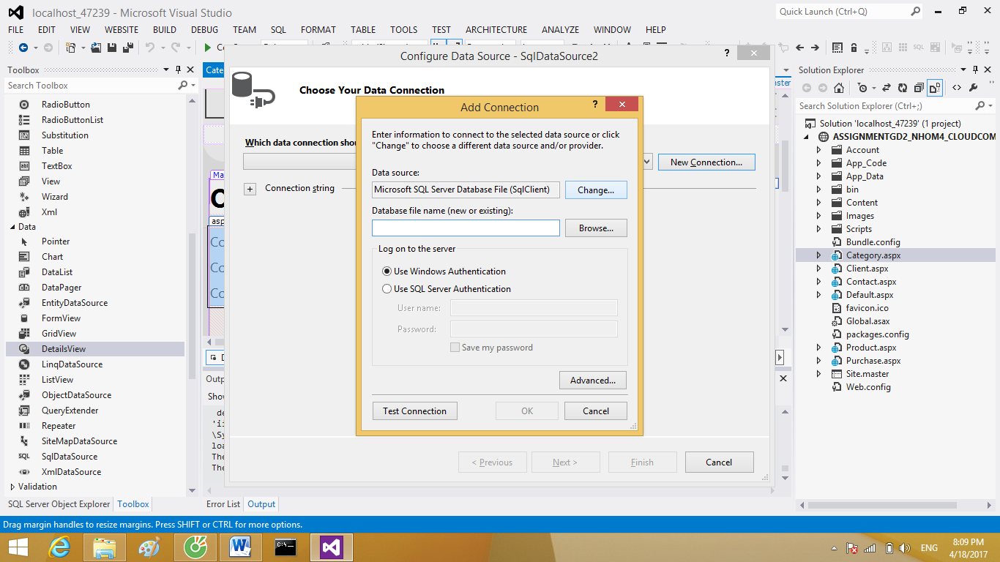 localhost_47239 - Microsoft Visual Studio
Quick Launch (Ctrl+Q)
FILE EDIT VIEW WEBSITE BUILD DEBUG TEAM SQL FORMAT TABLE TOOLS TEST ARCHITECTURE ANALYZE WINDOW HELP
Toolbox
Search Toolbox
RadioButton
RadioButtonList
Substitution
Table
TextBox
View
Wizard
Xml
Data
Pointer
Chart
DataList
DataPager
EntityDataSource
FormView
GridView
DetailsView
LinqDataSource
ListView
ObjectDataSource
QueryExtender
Repeater
SiteMapDataSource
SqlDataSource
XmlDataSource
Validation
SQL Server Object Explorer Toolbox
Configure Data Source - SqlDataSource2
?
Choose Your Data Connection
Which data connection shou
New Connection...
Connection string
Add Connection
?
Enter information to connect to the selected data source or click
"Change" to choose a different data source and/or provider.
Data source:
Microsoft SQL Server Database File (SqlClient)
Change...
Database file name (new or existing):
Browse...
Log on to the server
Use Windows Authentication
Use SQL Server Authentication
User name:
Password:
Save my password
Advanced...
Test Connection OK Cancel
< Previous Next > Finish Cancel
Error List Output
Solution Explorer
Search Solution Explorer (Ctrl+;)
Solution 'localhost_47239' (1 project)
ASSIGNMENTGD2_NHOM4_CLOUDCOM
Account
App_Code
App_Data
bin
Content
Images
Scripts
Bundle.config
Category.aspx
Client.aspx
Contact.aspx
Default.aspx
favicon.ico
Global.asax
packages.config
Product.aspx
Purchase.aspx
Site.master
Web.config
Drag margin handles to resize margins. Press SHIFT or CTRL for more options.
ENG
8:09 PM
4/18/2017